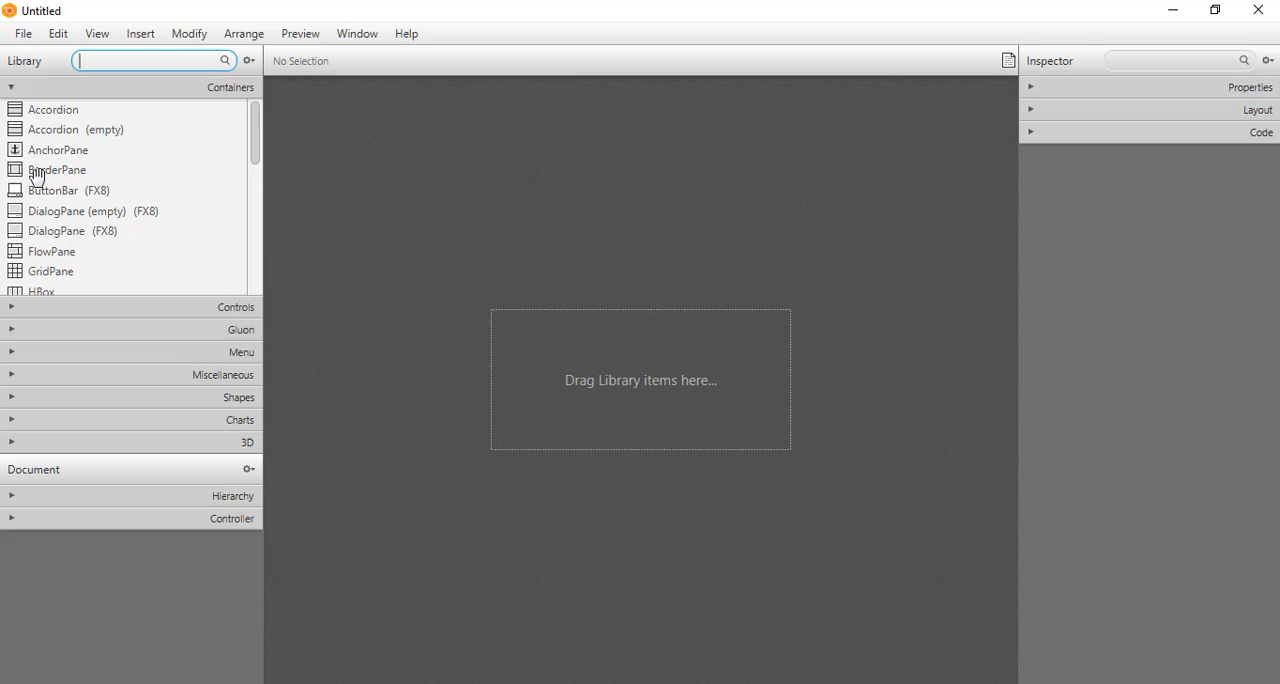 Untitled
File Edit View Insert Modify Arrange Preview Window Help
Library
No Selection
Inspector
Containers
Accordion
Accordion (empty)
AnchorPane
BorderPane
ButtonBar (FX8)
DialogPane (empty) (FX8)
DialogPane (FX8)
FlowPane
GridPane
HBox
Controls
Gluon
Menu
Miscellaneous
Shapes
Charts
3D
Document
Hierarchy
Controller
Drag Library items here...
Properties
Layout
Code